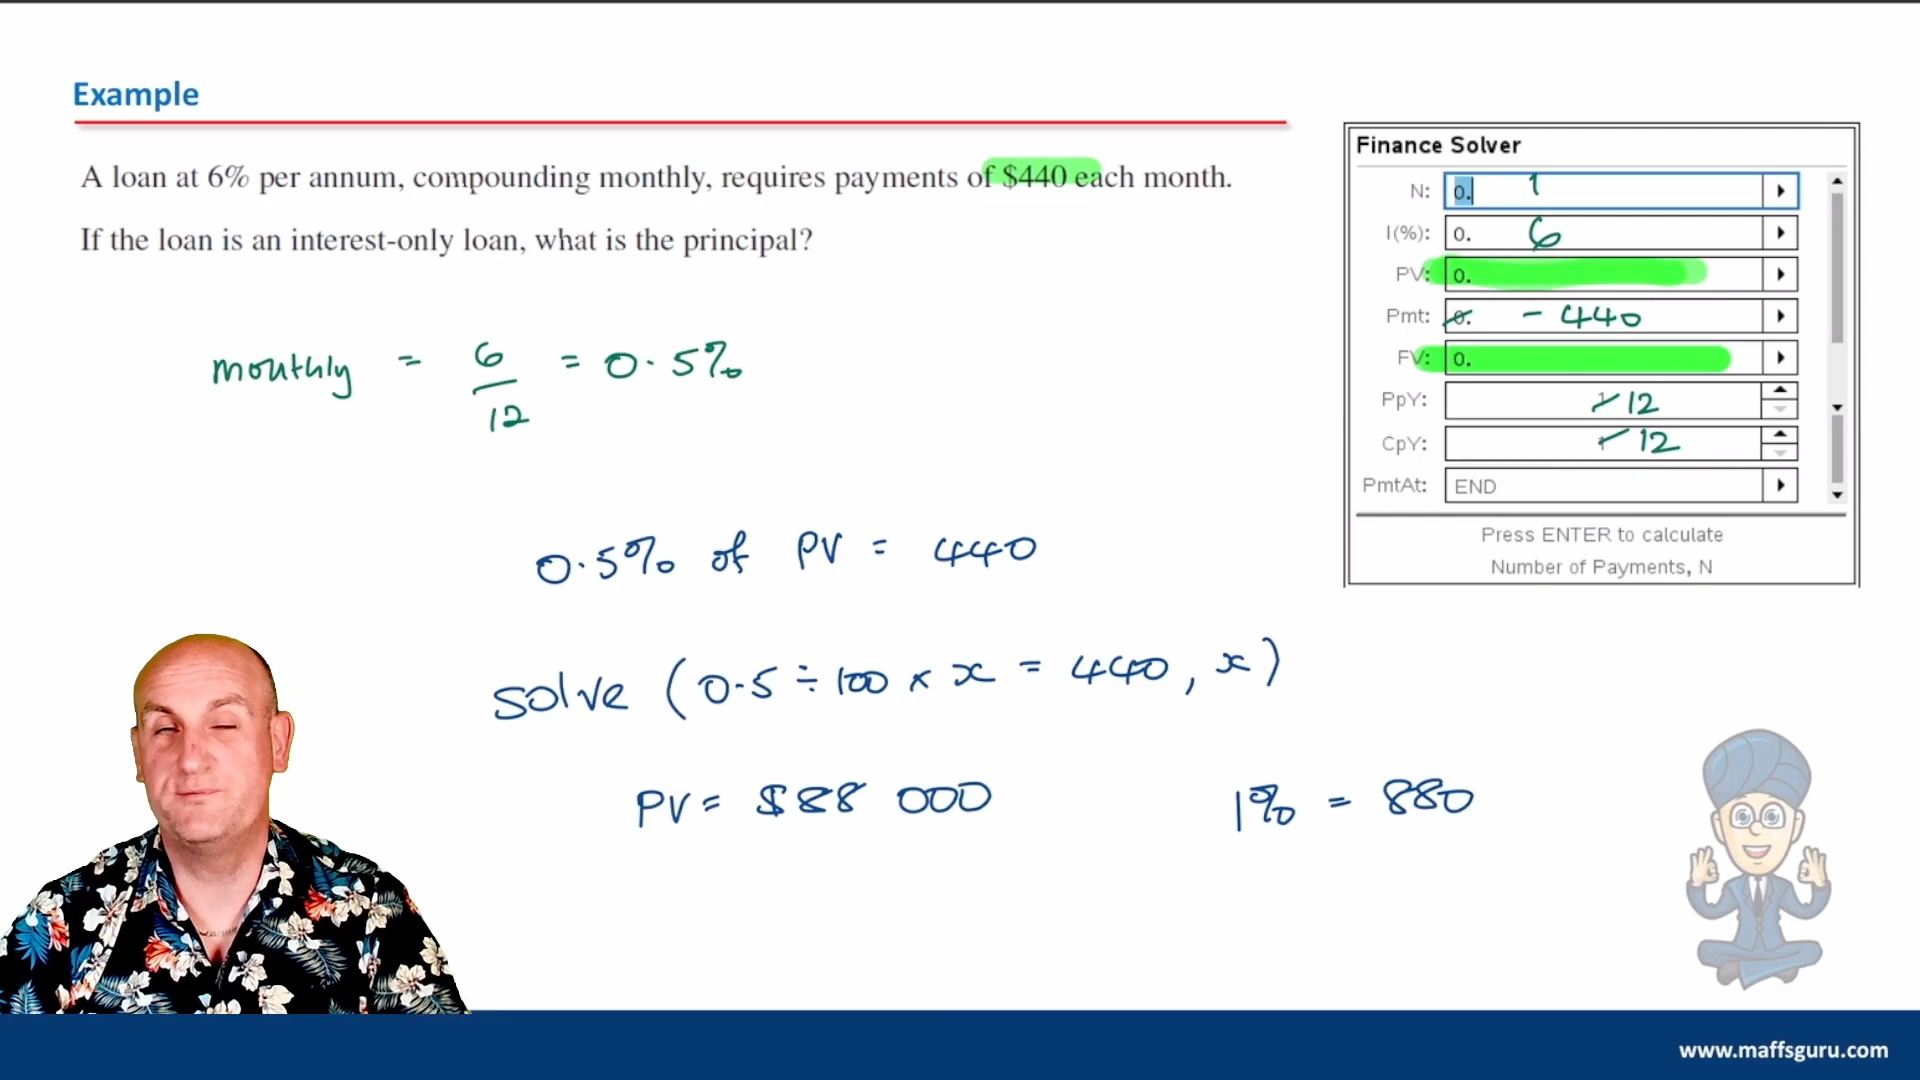 Example
A loan at 6% per annum, compounding monthly, requires payments of $440 each month.
If the loan is an interest-only loan, what is the principal?
monthly = 6/12 = 0.5%
0.5% of PV = 440
solve (0.5 ÷ 100 × x = 440, x)
PV = $88 000
1% = 880
Finance Solver
N: 0. 1
I(%): 0. 6
PV: 0.
Pmt: 0. - 440
FV: 0.
PpY: 1 12
CpY: 1 12
PmtAt: END
Press ENTER to calculate
Number of Payments, N
www.maffsguru.com